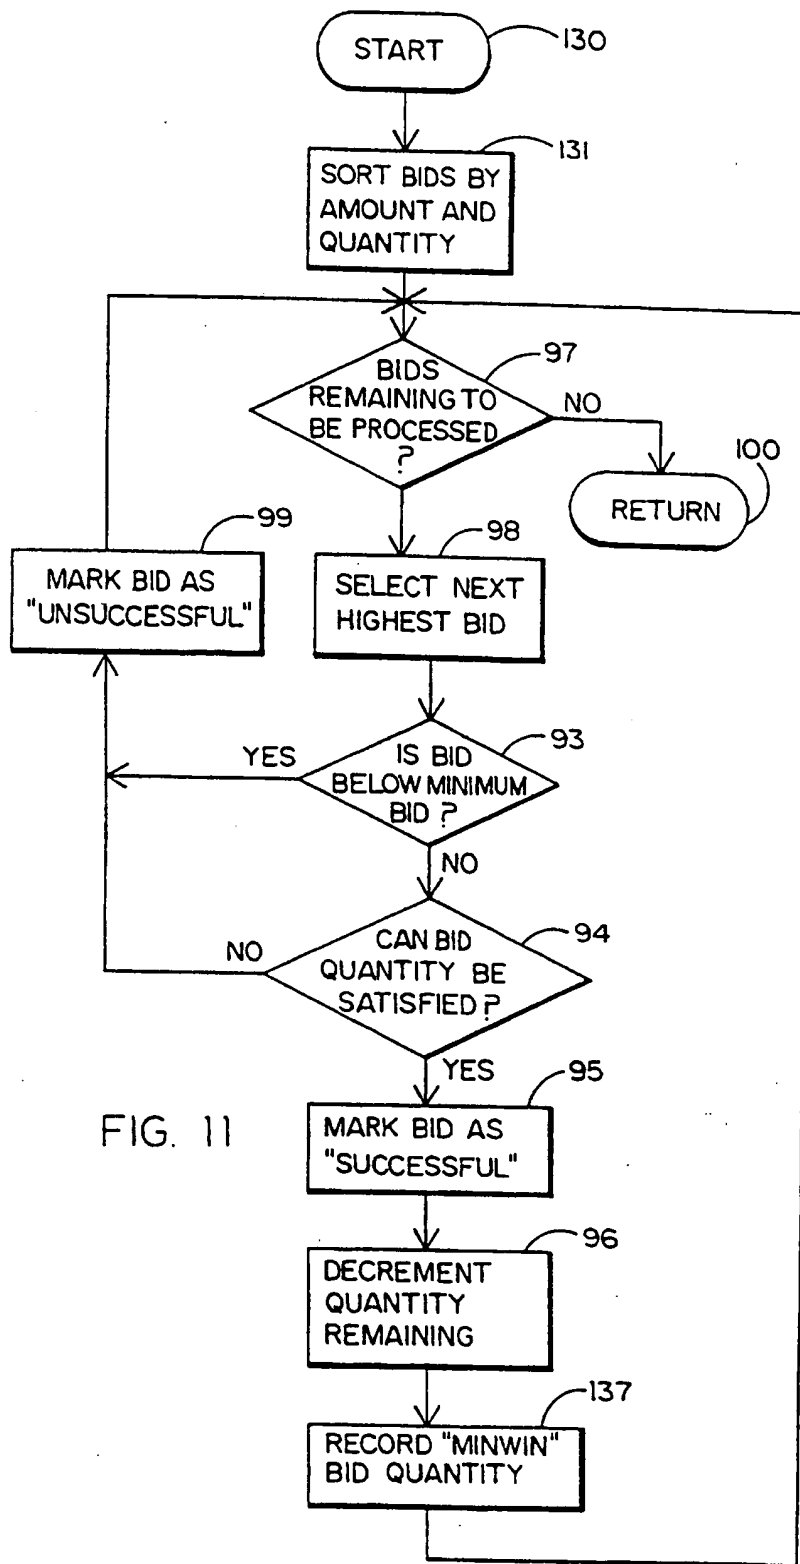 START
130
131
SORT BIDS BY
AMOUNT AND
QUANTITY
97
BIDS
REMAINING TO
BE PROCESSED
?
NO
100
RETURN
99
MARK BID AS
"UNSUCCESSFUL"
98
SELECT NEXT
HIGHEST BID
93
YES
IS BID
BELOW MINIMUM
BID ?
NO
94
NO
CAN BID
QUANTITY BE
SATISFIED ?
YES
95
FIG. 11
MARK BID AS
"SUCCESSFUL"
96
DECREMENT
QUANTITY
REMAINING
137
RECORD "MINWIN"
BID QUANTITY